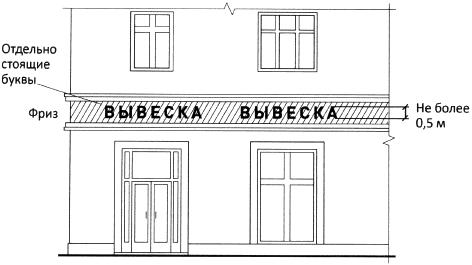 Отдельно
стоящие
буквы
Фриз
ВЫВЕСКА ВЫВЕСКА
Не более
0,5 м